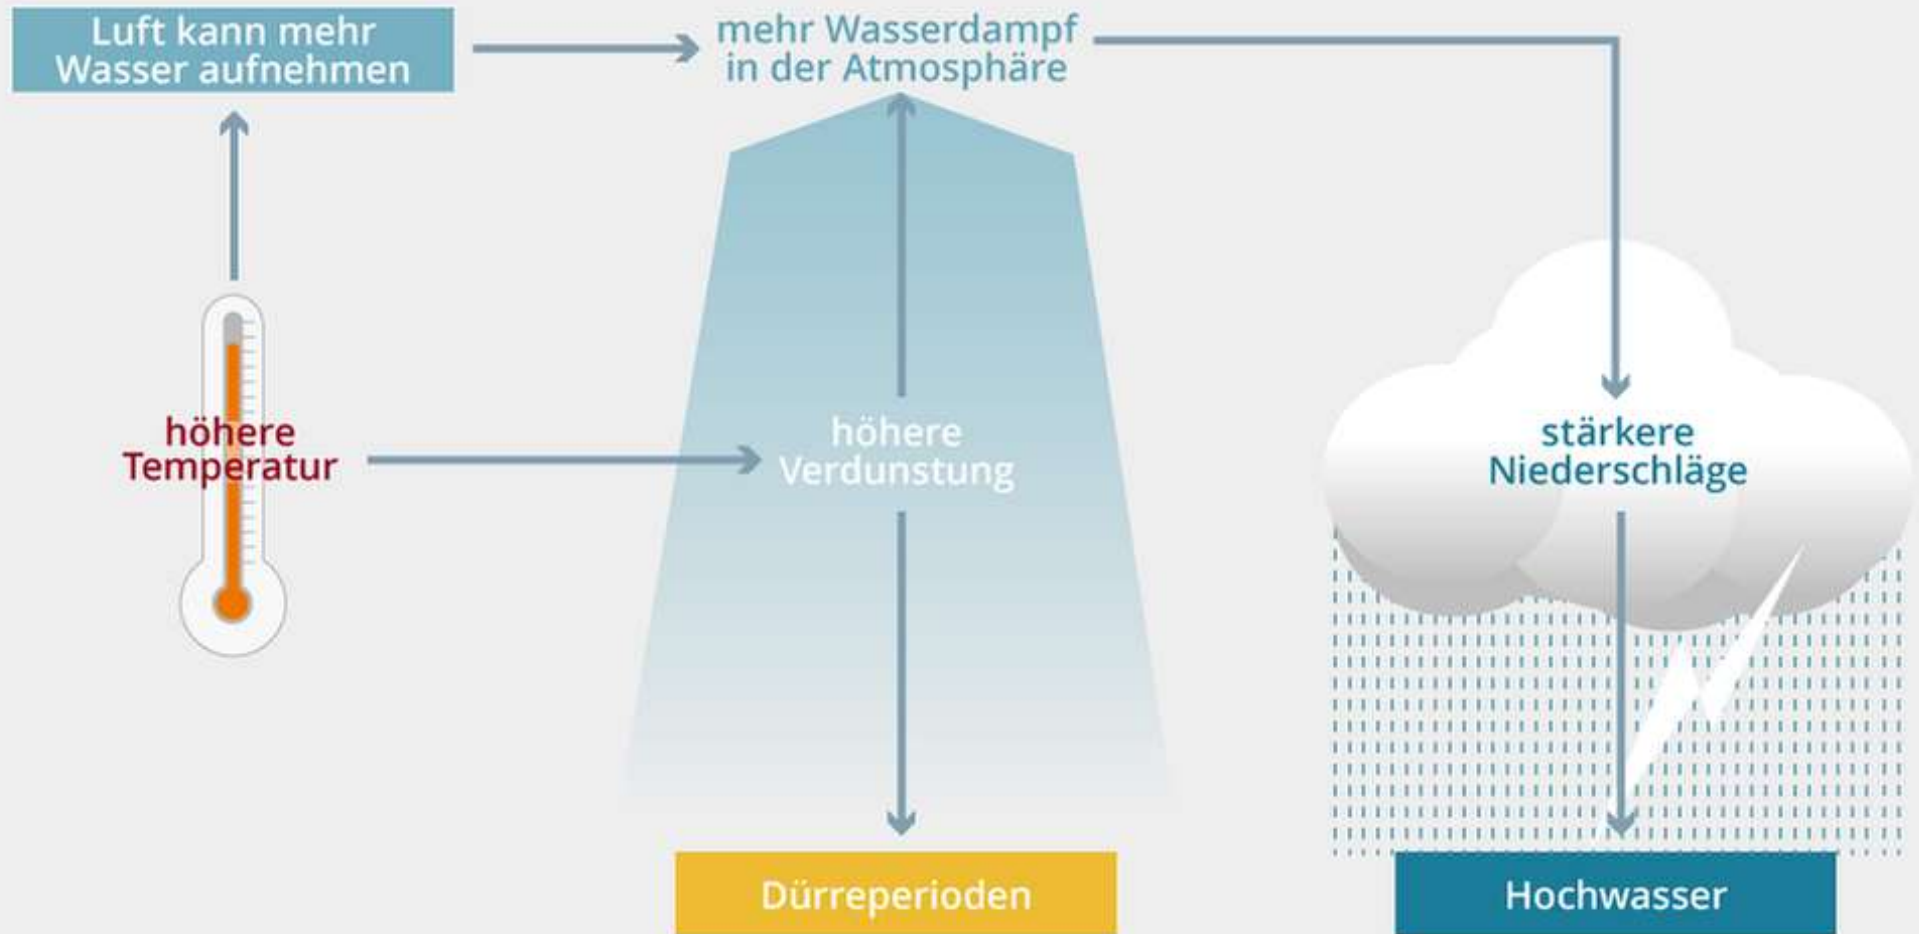 Luft kann mehr
Wasser aufnehmen
mehr Wasserdampf
in der Atmosphäre
höhere
Temperatur
höhere
Verdunstung
stärkere
Niederschläge
Dürreperioden
Hochwasser